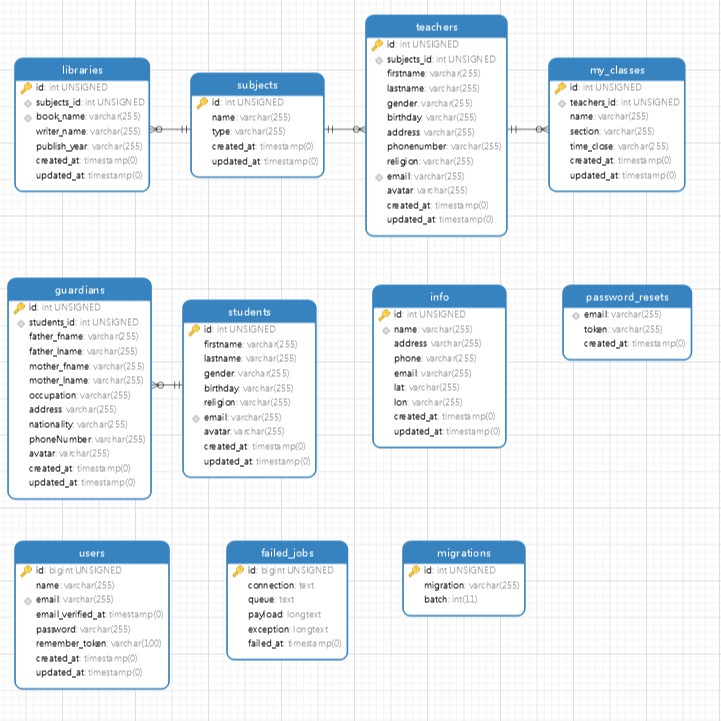 libraries
id: int UNSIGNED
subjects_id: int UNSIGNED
book_name: varchar(255)
writer_name: varchar(255)
publish_year: varchar(255)
created_at: timestamp(0)
updated_at: timestamp(0)
subjects
id: int UNSIGNED
name: varchar(255)
type: varchar(255)
created_at: timestamp(0)
updated_at: timestamp(0)
teachers
id: int UNSIGNED
subjects_id: int UNSIGNED
firstname: varchar(255)
lastname: varchar(255)
gender: varchar(255)
birthday: varchar(255)
address: varchar(255)
phonenumber: varchar(255)
religion: varchar(255)
email: varchar(255)
avatar: varchar(255)
created_at: timestamp(0)
updated_at: timestamp(0)
my_classes
id: int UNSIGNED
teachers_id: int UNSIGNED
name: varchar(255)
section: varchar(255)
time_close: varchar(255)
created_at: timestamp(0)
updated_at: timestamp(0)
guardians
id: int UNSIGNED
students_id: int UNSIGNED
father_fname: varchar(255)
father_lname: varchar(255)
mother_fname: varchar(255)
mother_lname: varchar(255)
occupation: varchar(255)
address: varchar(255)
nationality: varchar(255)
phoneNumber: varchar(255)
avatar: varchar(255)
created_at: timestamp(0)
updated_at: timestamp(0)
students
id: int UNSIGNED
firstname: varchar(255)
lastname: varchar(255)
gender: varchar(255)
birthday: varchar(255)
religion: varchar(255)
email: varchar(255)
avatar: varchar(255)
created_at: timestamp(0)
updated_at: timestamp(0)
info
id: int UNSIGNED
name: varchar(255)
address: varchar(255)
phone: varchar(255)
email: varchar(255)
lat: varchar(255)
lon: varchar(255)
created_at: timestamp(0)
updated_at: timestamp(0)
password_resets
email: varchar(255)
token: varchar(255)
created_at: timestamp(0)
users
id: bigint UNSIGNED
name: varchar(255)
email: varchar(255)
email_verified_at: timestamp(0)
password: varchar(255)
remember_token: varchar(100)
created_at: timestamp(0)
updated_at: timestamp(0)
failed_jobs
id: bigint UNSIGNED
connection: text
queue: text
payload: longtext
exception: longtext
failed_at: timestamp(0)
migrations
id: int UNSIGNED
migration: varchar(255)
batch: int(11)